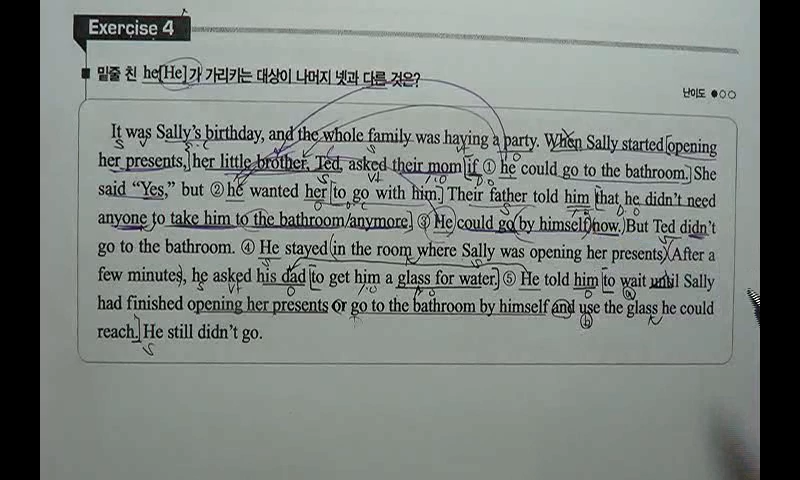 Exercise 4
밑줄 친 he[He]가 가리키는 대상이 나머지 넷과 다른 것은?
난이도 ●○○
It was Sally's birthday, and the whole family was having a party. When Sally started opening
her presents, her little brother, Ted, asked their mom if ① he could go to the bathroom. She
said "Yes," but ② he wanted her to go with him. Their father told him that he didn't need
anyone to take him to the bathroom anymore. ③ He could go by himself now. But Ted didn't
go to the bathroom. ④ He stayed in the room where Sally was opening her presents. After a
few minutes, he asked his dad to get him a glass for water. ⑤ He told him to wait until Sally
had finished opening her presents or go to the bathroom by himself and use the glass he could
reach. He still didn't go.